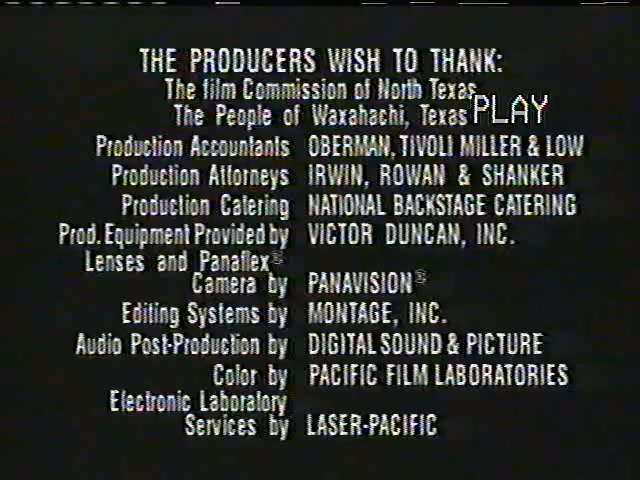 THE PRODUCERS WISH TO THANK:
The film Commission of North Texas
The People of Waxahachi, Texas
PLAY
Production Accountants OBERMAN, TIVOLI MILLER & LOW
Production Attorneys IRWIN, ROWAN & SHANKER
Production Catering NATIONAL BACKSTAGE CATERING
Prod. Equipment Provided by VICTOR DUNCAN, INC.
Lenses and Panaflex®
Camera by PANAVISION®
Editing Systems by MONTAGE, INC.
Audio Post-Production by DIGITAL SOUND & PICTURE
Color by PACIFIC FILM LABORATORIES
Electronic Laboratory
Services by LASER-PACIFIC